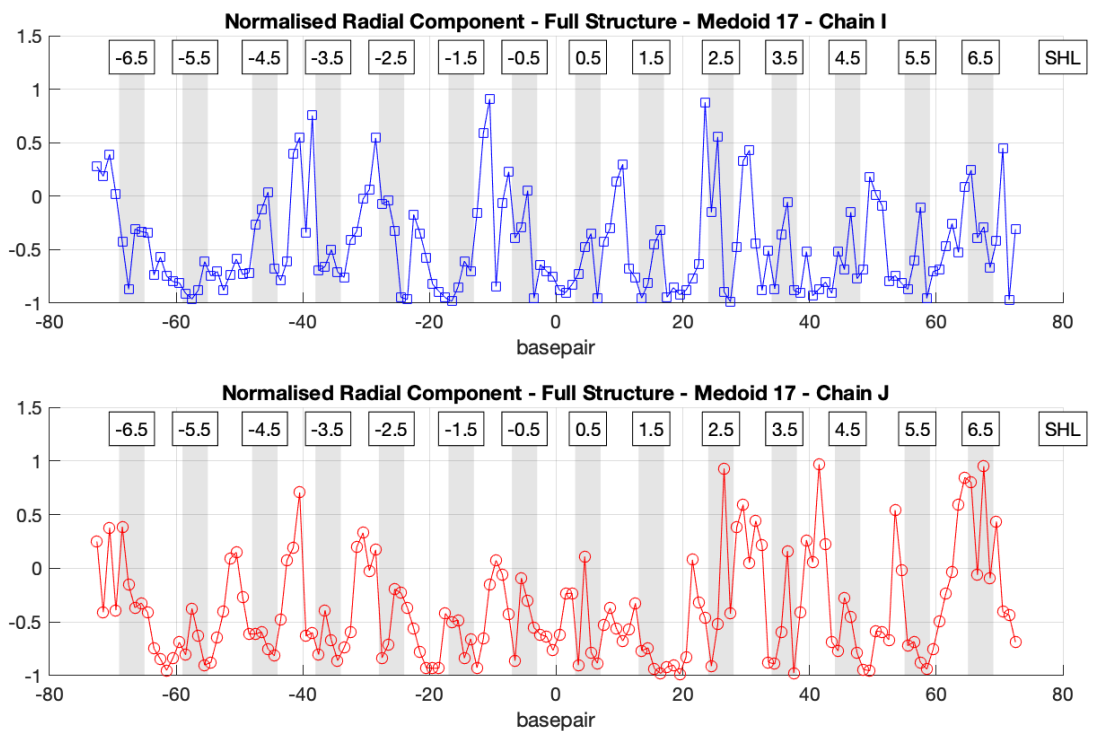 Normalised Radial Component - Full Structure - Medoid 17 - Chain I
1.5
-6.5 -5.5 -4.5 -3.5 -2.5 -1.5 -0.5 0.5 1.5 2.5 3.5 4.5 5.5 6.5 SHL
1
0.5
0
-0.5
-1
-80 -60 -40 -20 0 20 40 60 80
basepair
Normalised Radial Component - Full Structure - Medoid 17 - Chain J
1.5
-6.5 -5.5 -4.5 -3.5 -2.5 -1.5 -0.5 0.5 1.5 2.5 3.5 4.5 5.5 6.5 SHL
1
0.5
0
-0.5
-1
-80 -60 -40 -20 0 20 40 60 80
basepair